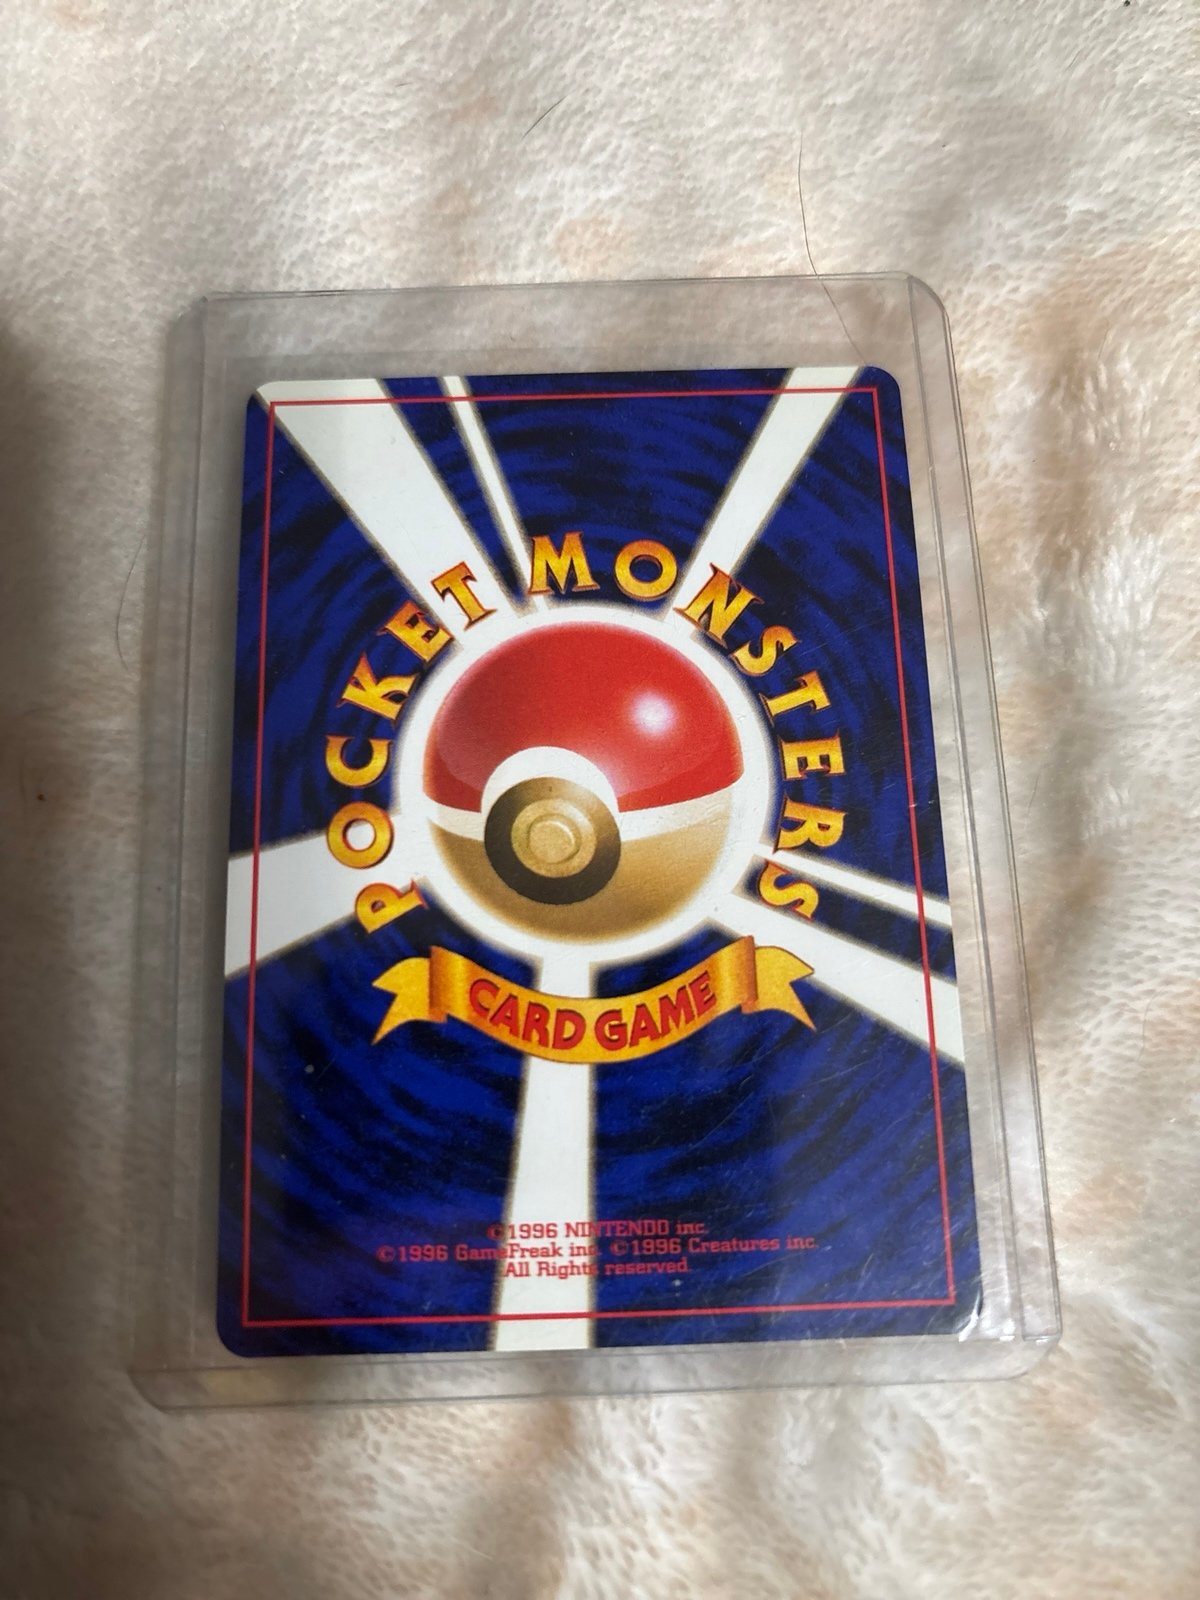 POCKET MONSTERS
CARD GAME
©1996 NINTENDO inc.
©1996 GameFreak inc. ©1996 Creatures inc.
All Rights reserved.